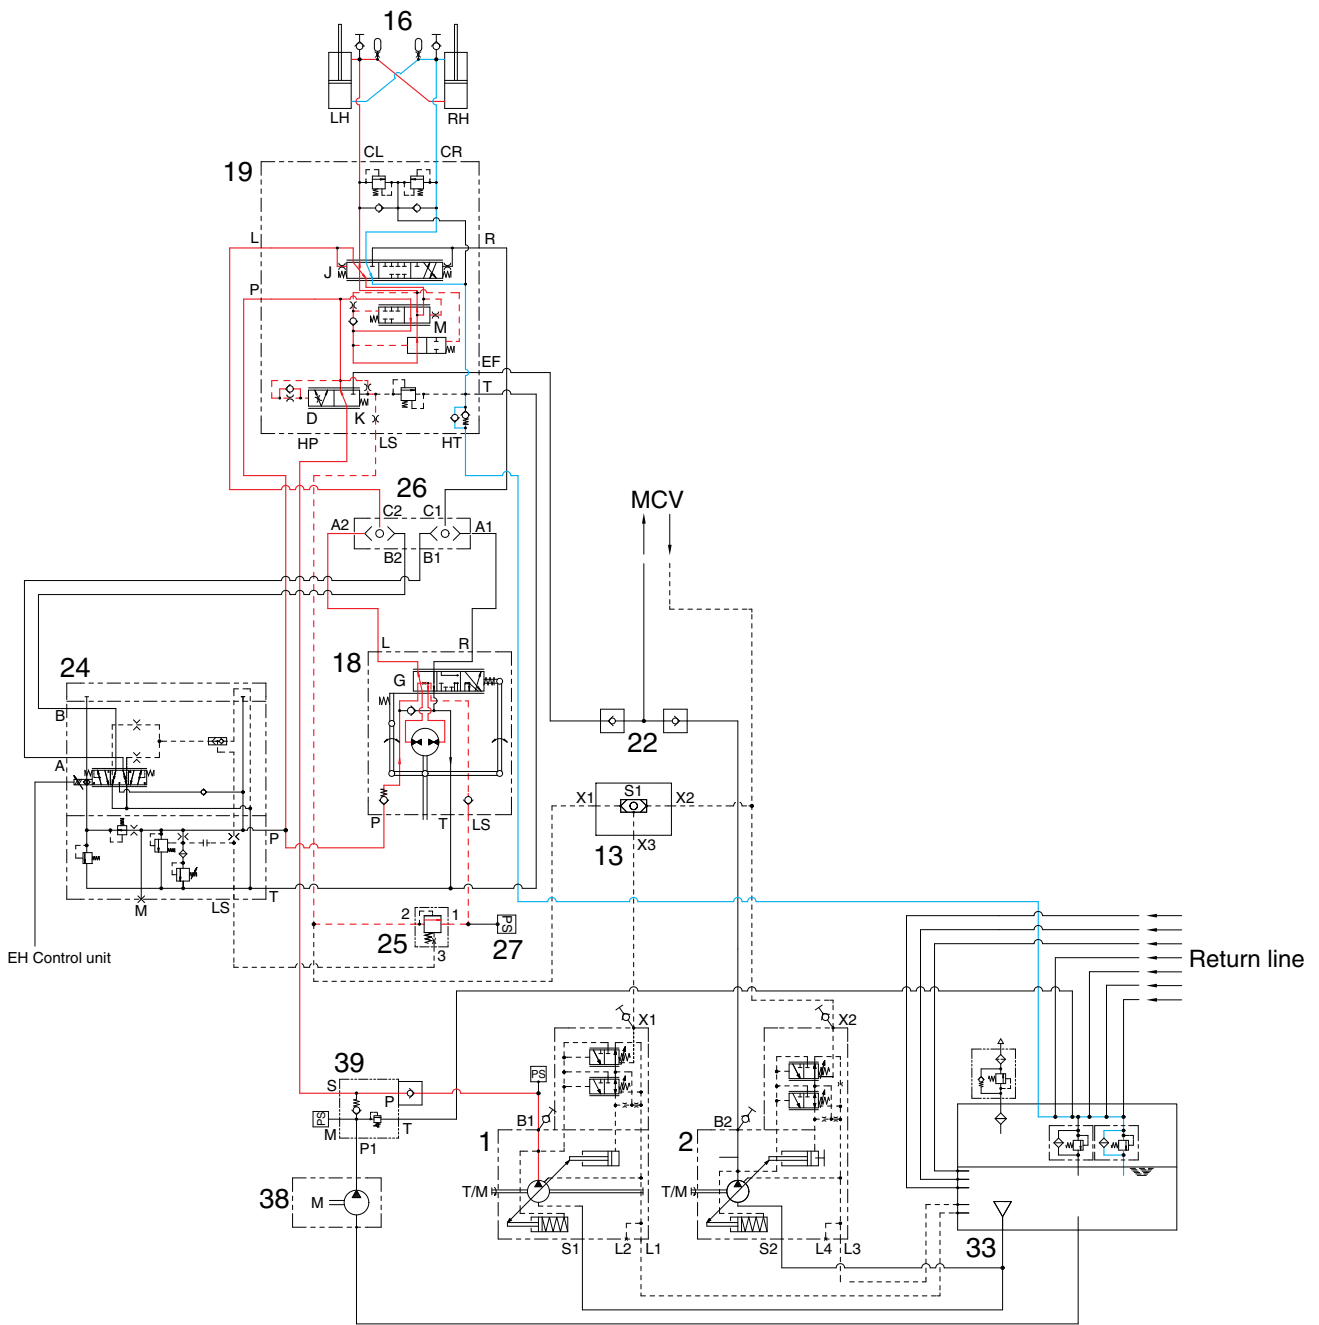 16
LH
RH
CL
CR
19
L
R
J
P
M
EF
T
D
K
HP
LS
HT
26
MCV
A2
C2
C1
A1
B2
B1
24
18
L
R
G
B
22
A
X1
S1
X2
P
P
T
LS
13
X3
T
M
LS
2
1
PS
25
27
3
EH Control unit
Return line
X1
X2
39
PS
S
P
B1
B2
PS
M
T
P1
1
2
38
M
T/M
T/M
S1
L2
L1
S2
L4
L3
33